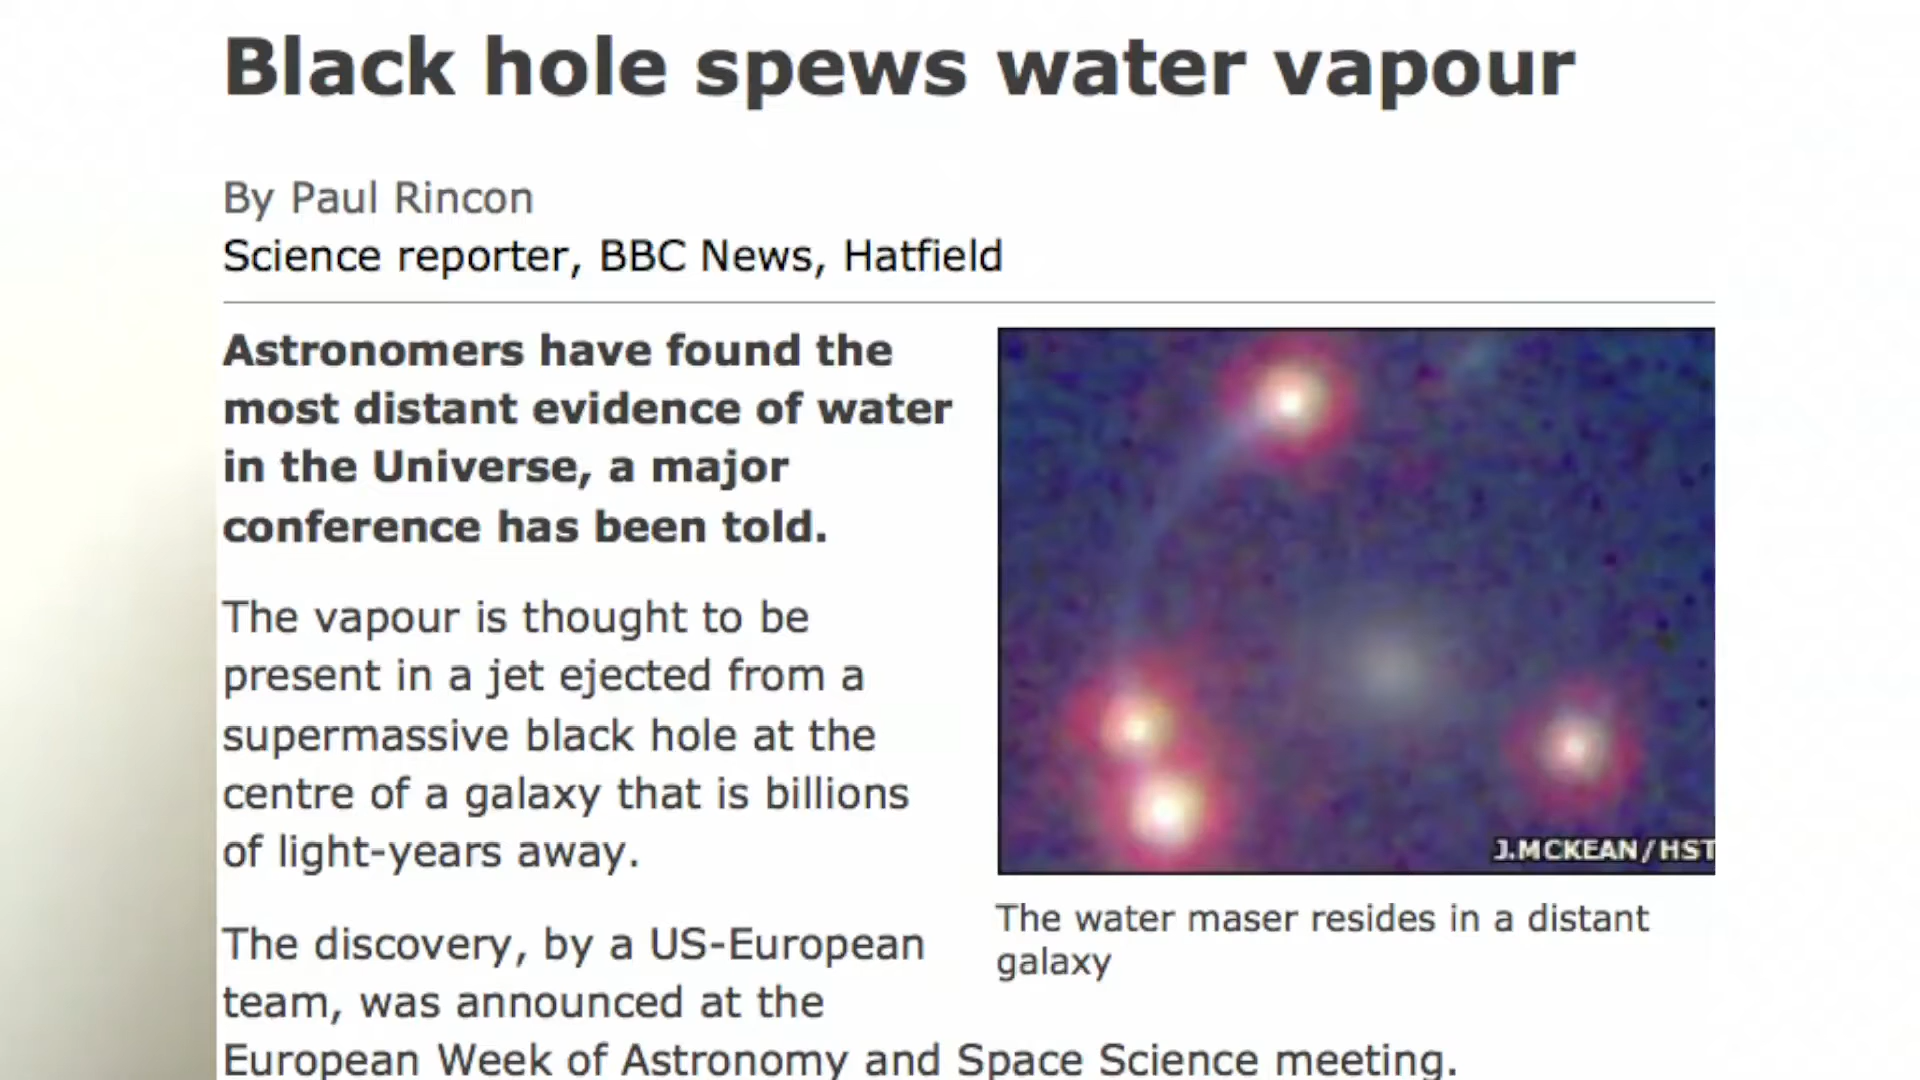 Black hole spews water vapour
By Paul Rincon
Science reporter, BBC News, Hatfield
Astronomers have found the
most distant evidence of water
in the Universe, a major
conference has been told.
The vapour is thought to be
present in a jet ejected from a
supermassive black hole at the
centre of a galaxy that is billions
of light-years away.
J.MCKEAN/HST
The water maser resides in a distant
galaxy
The discovery, by a US-European
team, was announced at the
European Week of Astronomy and Space Science meeting.